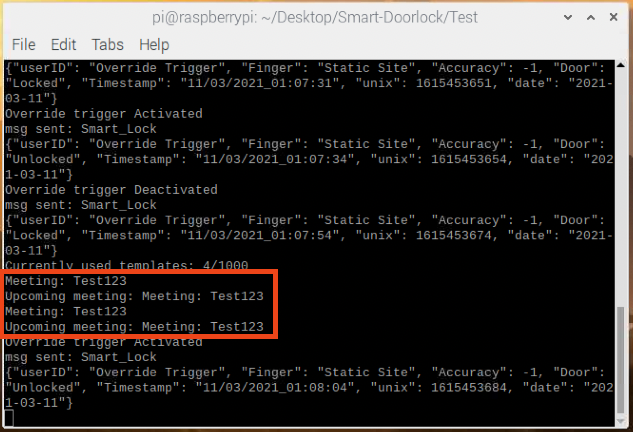 pi@raspberrypi: ~/Desktop/Smart-Doorlock/Test
File Edit Tabs Help
{"userID": "Override Trigger", "Finger": "Static Site", "Accuracy": -1, "Door":
"Locked", "Timestamp": "11/03/2021_01:07:31", "unix": 1615453651, "date": "2021-
03-11"}
Override trigger Activated
msg sent: Smart_Lock
{"userID": "Override Trigger", "Finger": "Static Site", "Accuracy": -1, "Door":
"Unlocked", "Timestamp": "11/03/2021_01:07:34", "unix": 1615453654, "date": "202
1-03-11"}
Override trigger Deactivated
msg sent: Smart_Lock
{"userID": "Override Trigger", "Finger": "Static Site", "Accuracy": -1, "Door":
"Locked", "Timestamp": "11/03/2021_01:07:54", "unix": 1615453674, "date": "2021-
03-11"}
Currently used templates: 4/1000
Meeting: Test123
Upcoming meeting: Meeting: Test123
Meeting: Test123
Upcoming meeting: Meeting: Test123
Override trigger Activated
msg sent: Smart_Lock
{"userID": "Override Trigger", "Finger": "Static Site", "Accuracy": -1, "Door":
"Unlocked", "Timestamp": "11/03/2021_01:08:04", "unix": 1615453684, "date": "202
1-03-11"}